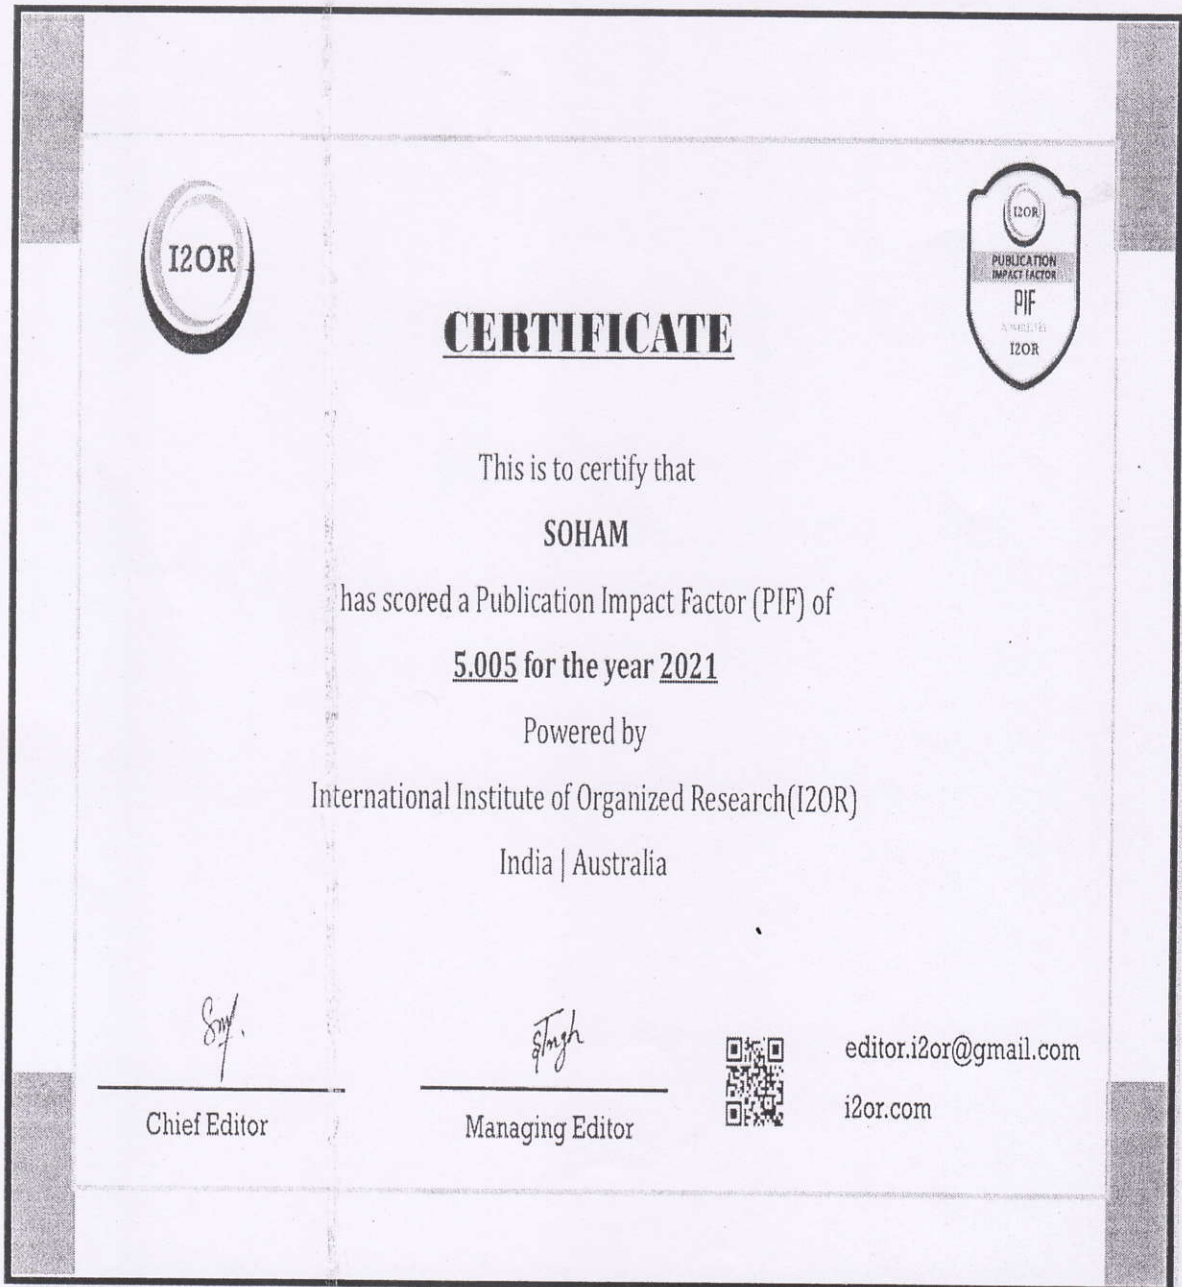 I2OR
I2OR
PUBLICATION
IMPACT FACTOR
PIF
I2OR
CERTIFICATE
This is to certify that
SOHAM
has scored a Publication Impact Factor (PIF) of
5.005 for the year 2021
Powered by
International Institute of Organized Research(I2OR)
India | Australia
editor.i2or@gmail.com
i2or.com
Chief Editor
Managing Editor